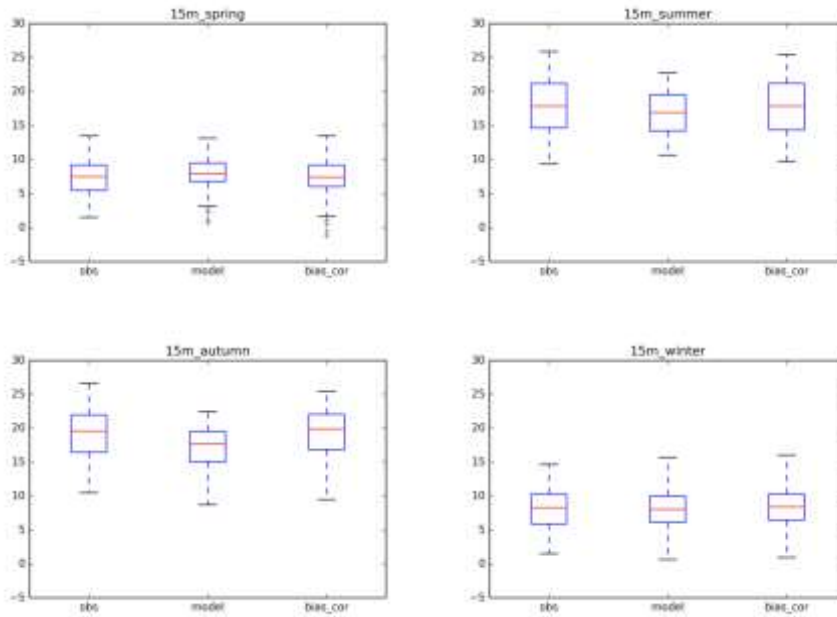 15m_spring
30
25
20
15
10
5
0
−5
obs
model
bias_cor
15m_summer
30
25
20
15
10
5
0
−5
obs
model
bias_cor
15m_autumn
30
25
20
15
10
5
0
−5
obs
model
bias_cor
15m_winter
30
25
20
15
10
5
0
−5
obs
model
bias_cor